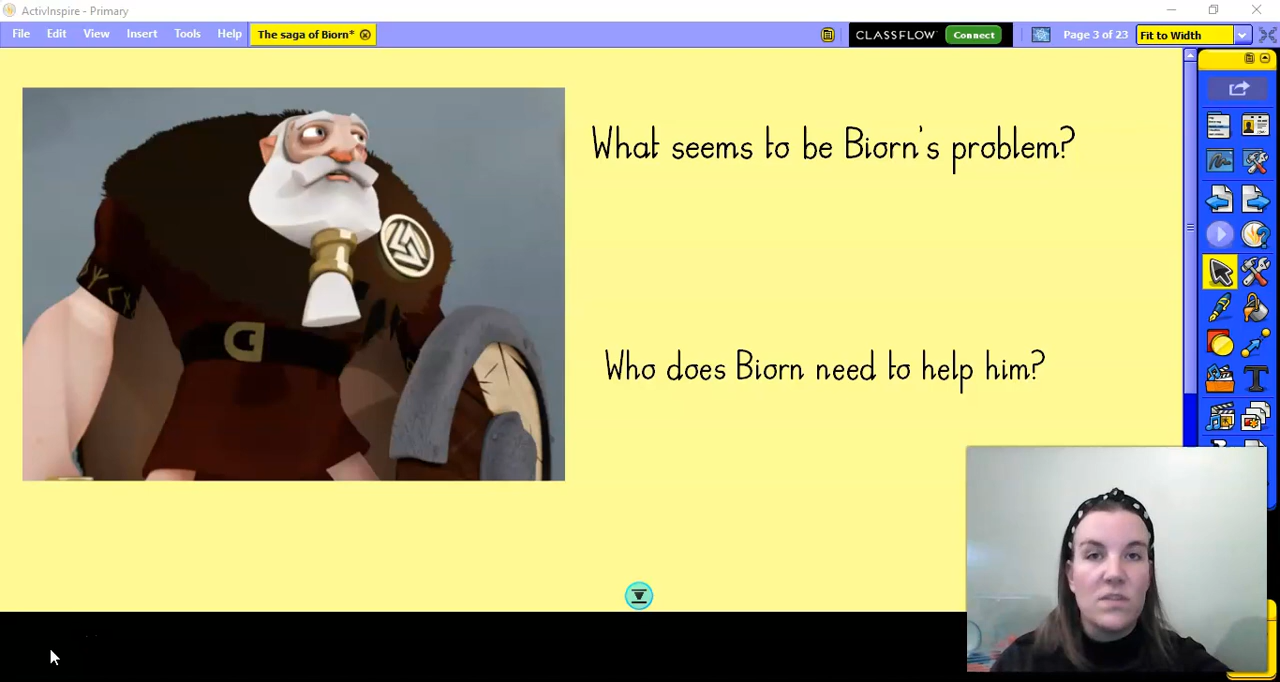 ActivInspire - Primary
File Edit View Insert Tools Help The saga of Biorn* CLASSFLOW Connect Page 3 of 23 Fit to Width
What seems to be Biorn's problem?
Who does Biorn need to help him?